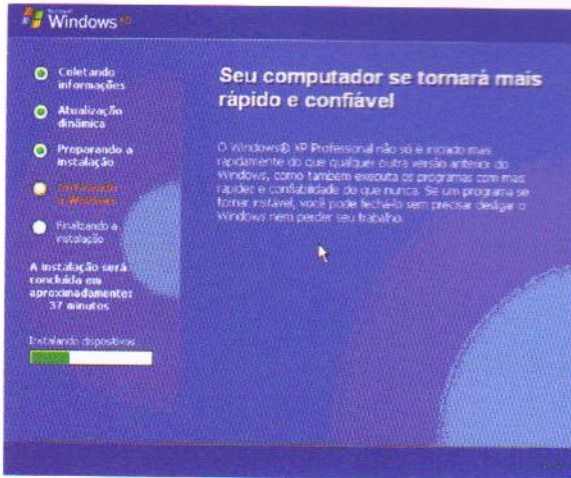 Microsoft
Windows xp
Coletando
informações
Atualização
dinâmica
Preparando a
instalação
Instalando
o Windows
Finalizando a
instalação
A instalação será
concluída em
aproximadamente:
37 minutos
Instalando dispositivos
Seu computador se tornará mais
rápido e confiável
O Windows® XP Professional não só é iniciado mais
rapidamente do que qualquer outra versão anterior do
Windows, como também executa os programas com mais
rapidez e confiabilidade do que nunca. Se um programa se
tornar instável, você pode fechá-lo sem precisar desligar o
Windows nem perder seu trabalho.